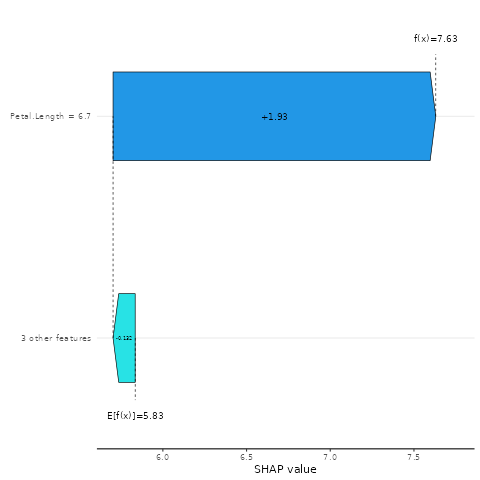 f(x)=7.63
Petal.Length = 6.7
+1.93
3 other features
E[f(x)]=5.83
6.0 6.5 7.0 7.5
SHAP value